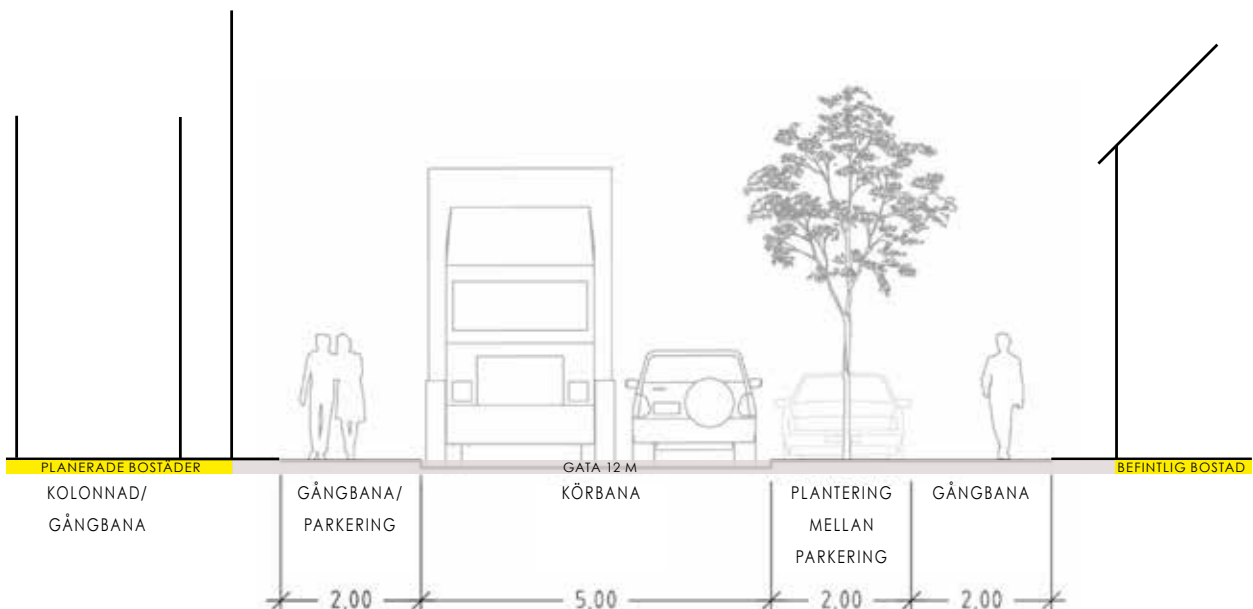 PLANERADE BOSTÄDER
GATA 12 M
BEFINTLIG BOSTAD
KOLONNAD/
GÅNGBANA
GÅNGBANA/
PARKERING
KÖRBANA
PLANTERING
MELLAN
PARKERING
GÅNGBANA
2,00
5,00
2,00
2,00